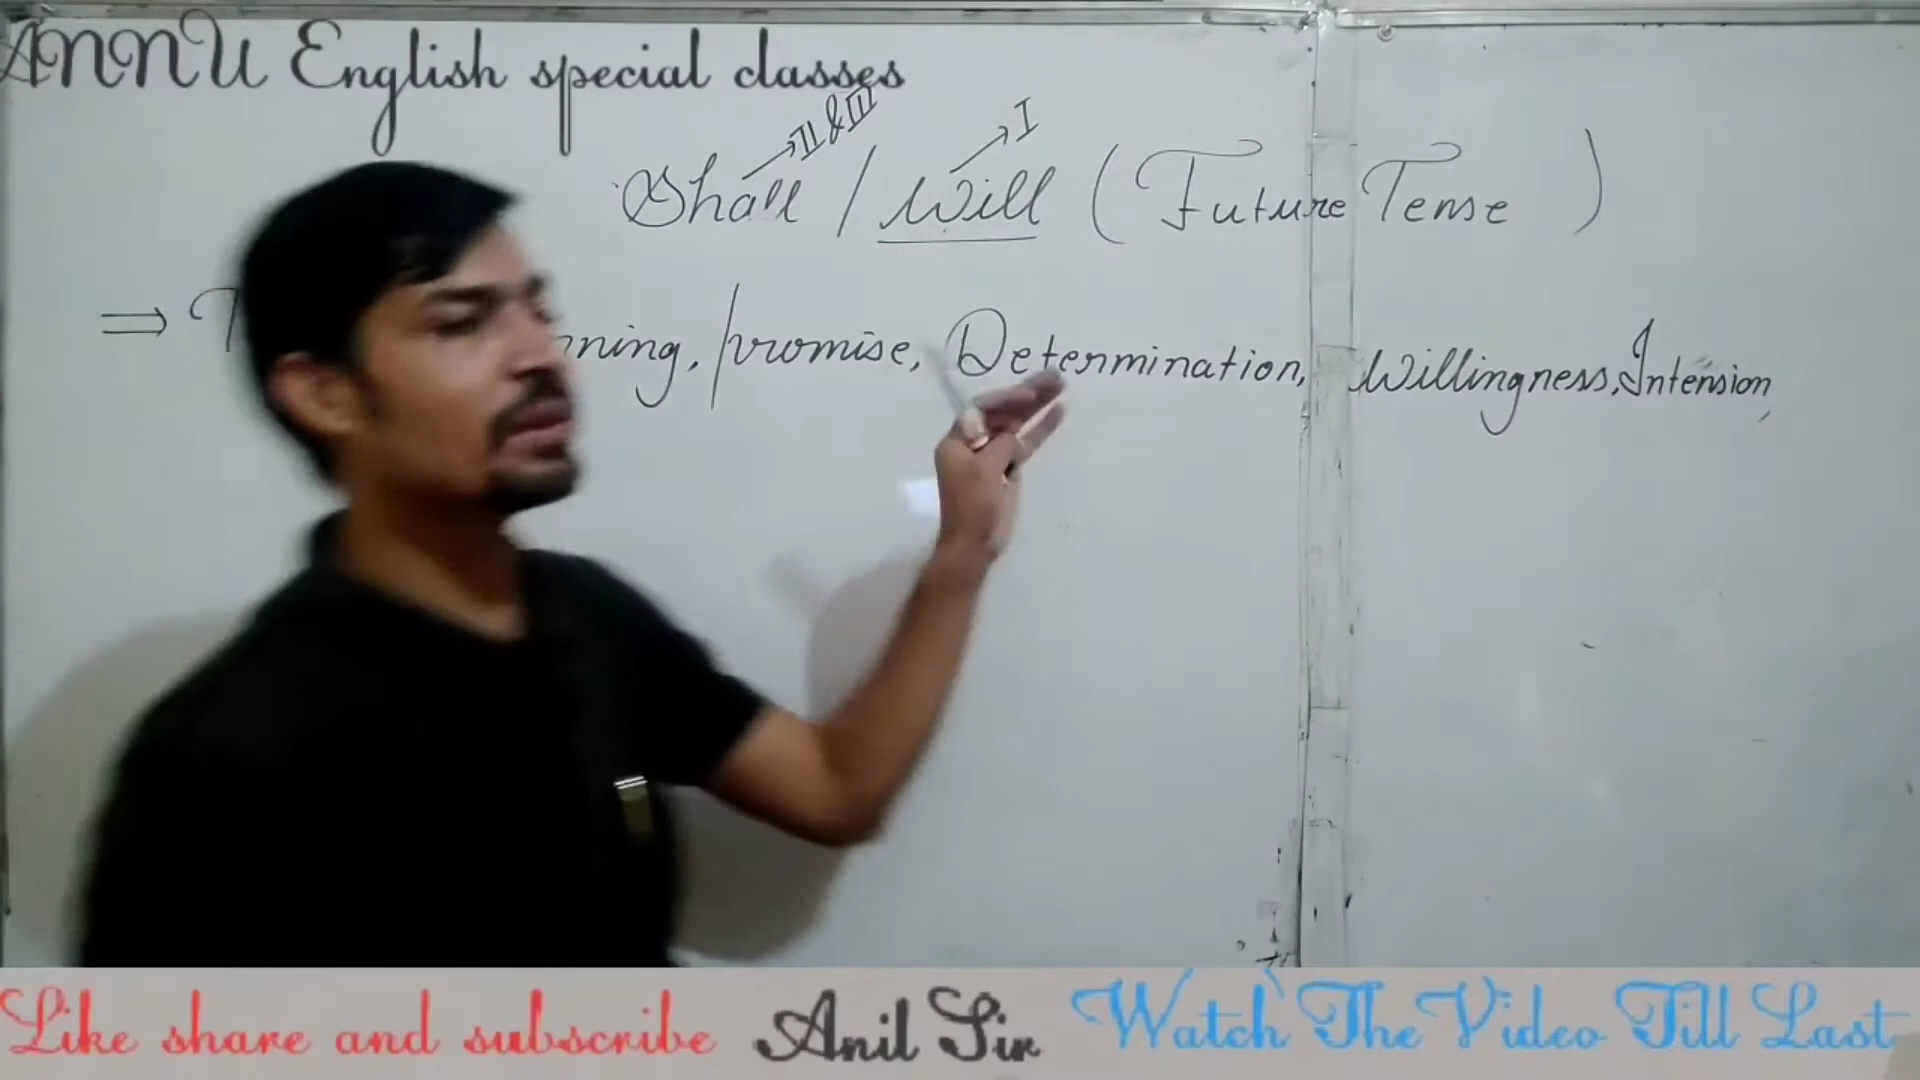 ANNU English special classes
II & III
I
Shall / Will ( Future Tense )
⇒ promise, Determination, Willingness, Intension,
Like share and subscribe Anil Sir Watch The Video Till Last